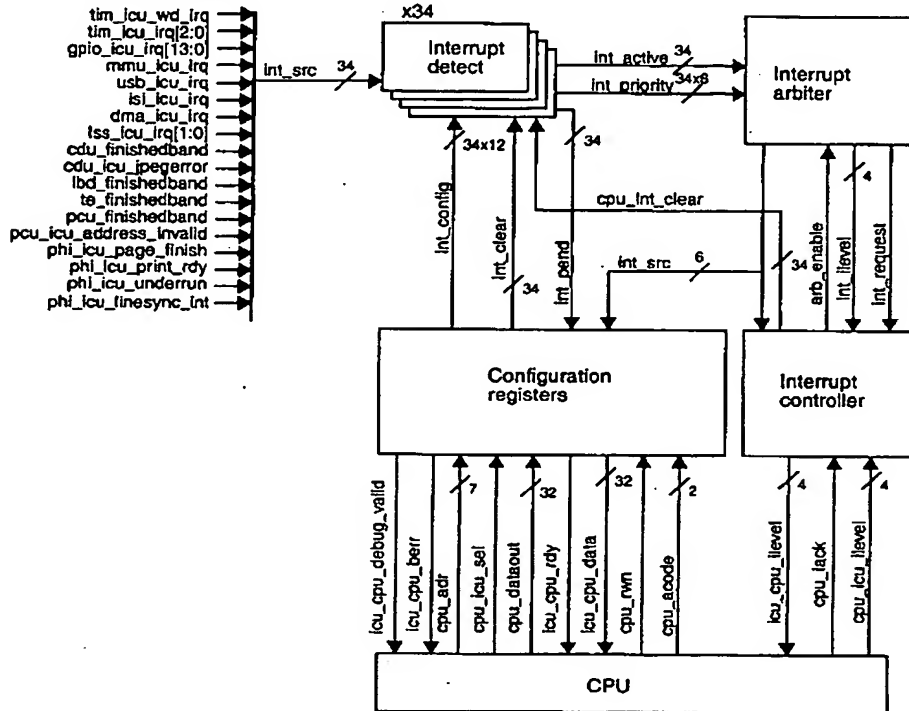 tim_icu_wd_irq
tim_icu_irq[2:0]
gpio_icu_irq[13:0]
mmu_icu_irq
usb_icu_irq
isi_icu_irq
dma_icu_irq
lss_icu_irq[1:0]
cdu_finishedband
cdu_icu_jpegerror
lbd_finishedband
te_finishedband
pcu_finishedband
pcu_icu_address_invalid
phi_icu_page_finish
phi_icu_print_rdy
phi_icu_underrun
phi_icu_linesync_int
int_src
34
x34
Interrupt
detect
int_active
34
int_priority
34x8
Interrupt
arbiter
34x12
34
int_config
int_clear
34
int_pend
cpu_int_clear
int_src
6
34
arb_enable
4
int_ilevel
int_request
Configuration
registers
Interrupt
controller
icu_cpu_debug_valid
icu_cpu_berr
cpu_adr
7
cpu_icu_sel
cpu_dataout
32
icu_cpu_rdy
icu_cpu_data
32
cpu_rwn
cpu_acode
2
icu_cpu_ilevel
4
cpu_iack
cpu_icu_ilevel
4
CPU